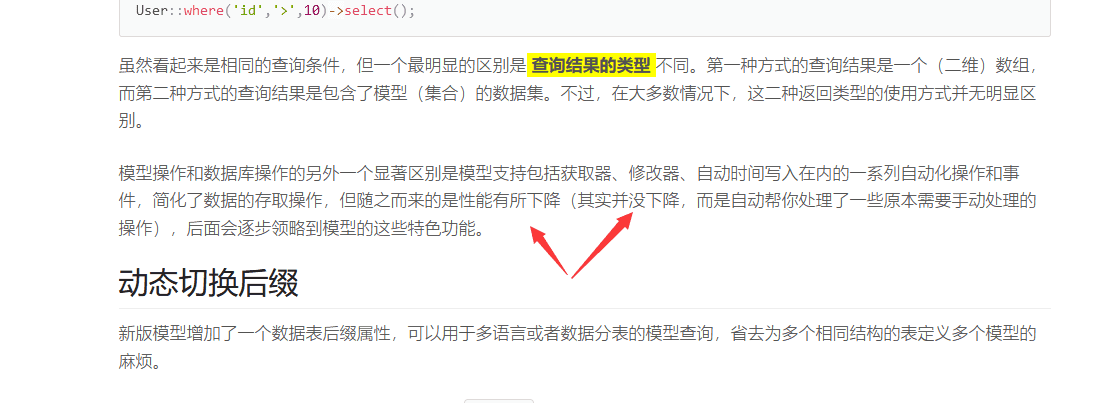 User::where('id','>',10)->select();
虽然看起来是相同的查询条件，但一个最明显的区别是查询结果的类型不同。第一种方式的查询结果是一个（二维）数组，
而第二种方式的查询结果是包含了模型（集合）的数据集。不过，在大多数情况下，这二种返回类型的使用方式并无明显区
别。
模型操作和数据库操作的另外一个显著区别是模型支持包括获取器、修改器、自动时间写入在内的一系列自动化操作和事
件，简化了数据的存取操作，但随之而来的是性能有所下降（其实并没下降，而是自动帮你处理了一些原本需要手动处理的
操作），后面会逐步领略到模型的这些特色功能。
动态切换后缀
新版模型增加了一个数据表后缀属性，可以用于多语言或者数据分表的模型查询，省去为多个相同结构的表定义多个模型的
麻烦。